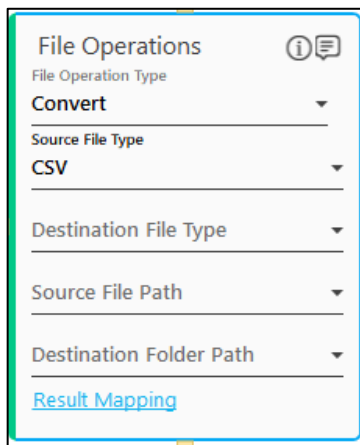 File Operations
File Operation Type
Convert
Source File Type
CSV
Destination File Type
Source File Path
Destination Folder Path
Result Mapping